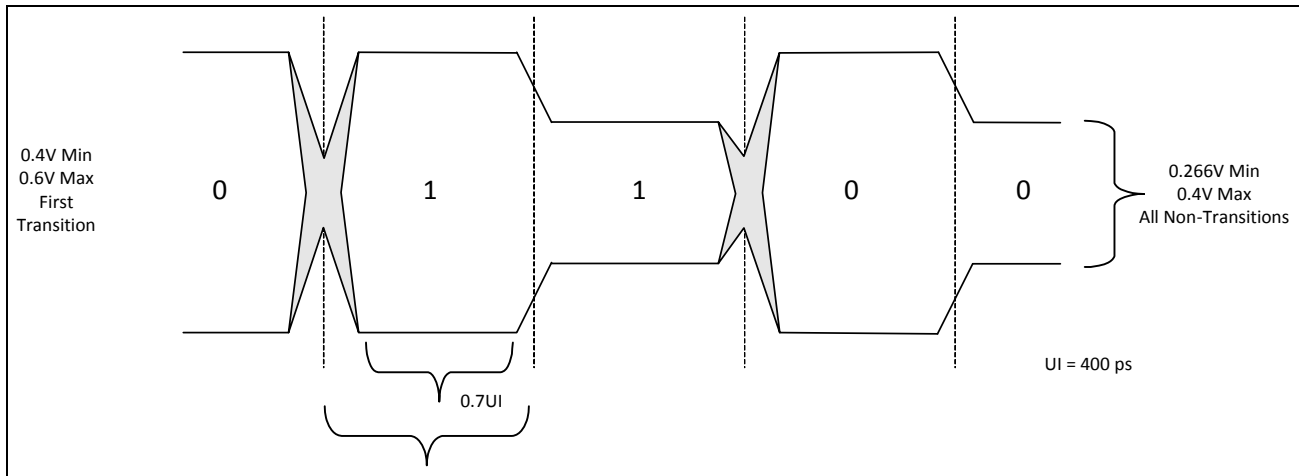 0.4V Min
0.6V Max
First
Transition
0
1
1
0
0
0.266V Min
0.4V Max
All Non-Transitions
UI = 400 ps
0.7UI